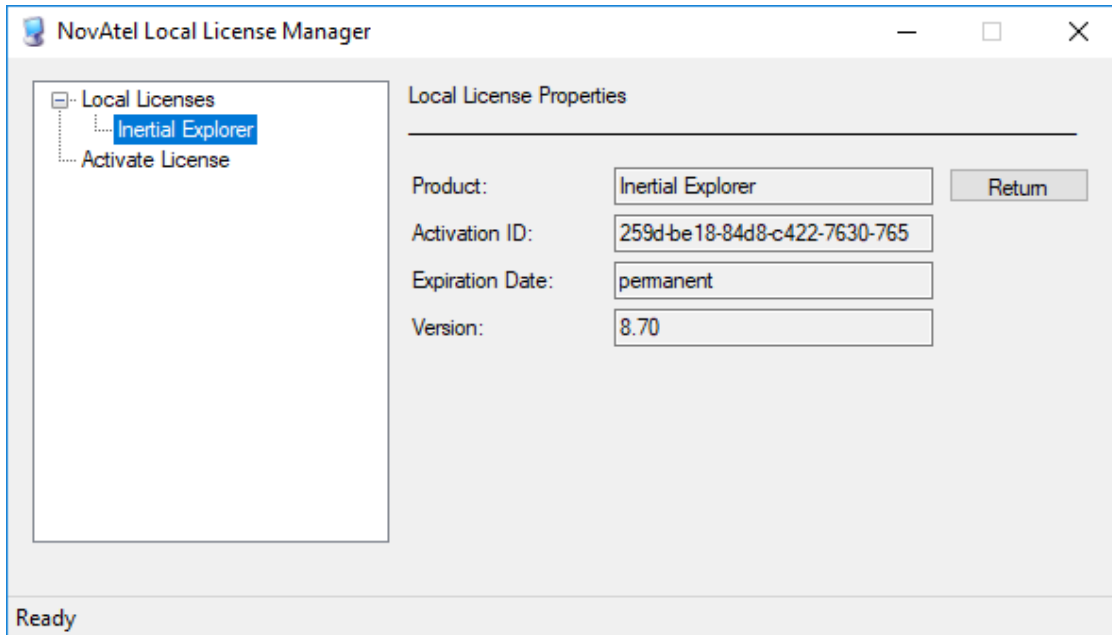 NovAtel Local License Manager
Local Licenses
Inertial Explorer
Activate License
Local License Properties
Product: Inertial Explorer Return
Activation ID: 259d-be18-84d8-c422-7630-765
Expiration Date: permanent
Version: 8.70
Ready